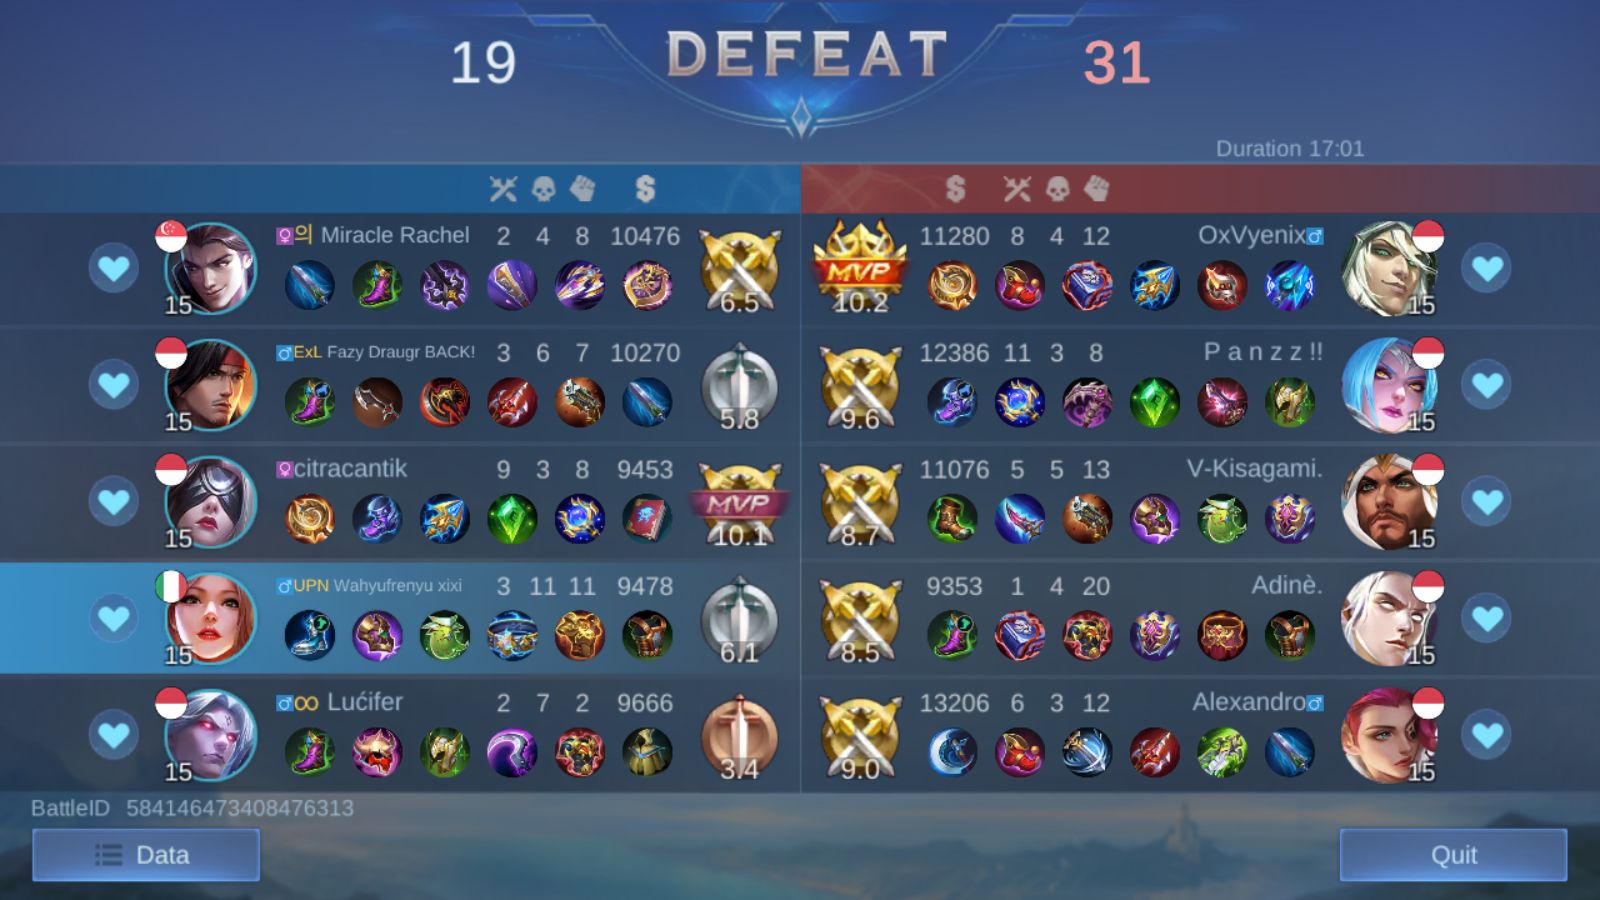 19 DEFEAT 31
Duration 17:01
의 Miracle Rachel 2 4 8 10476
15 6.5
11280 8 4 12 OxVyenix
MVP 10.2 15
ExL Fazy Draugr BACK! 3 6 7 10270
15 5.8
12386 11 3 8 P a n z z !!
9.6 15
citracantik 9 3 8 9453
15 MVP 10.1
11076 5 5 13 V-Kisagami.
8.7 15
UPN Wahyufrenyu xixi 3 11 11 9478
15 6.1
9353 1 4 20 Adinè.
8.5 15
∞ Lućifer 2 7 2 9666
15 3.4
13206 6 3 12 Alexandro
9.0 15
BattleID 584146473408476313
Data
Quit